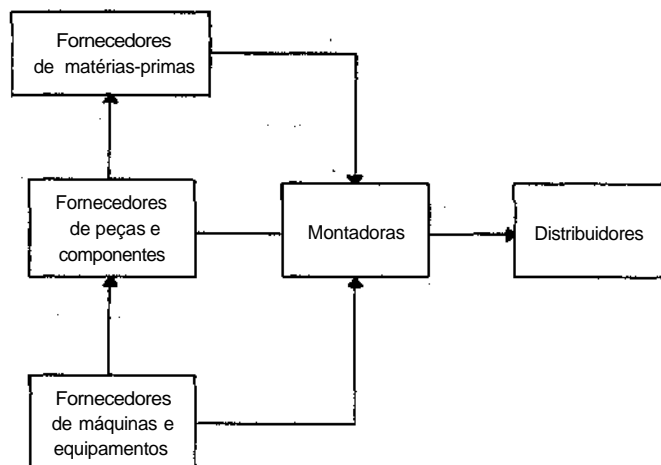 Fornecedores
de matérias-primas
Fornecedores
de peças e
componentes
Montadoras
Distribuidores
Fornecedores
de máquinas e
equipamentos